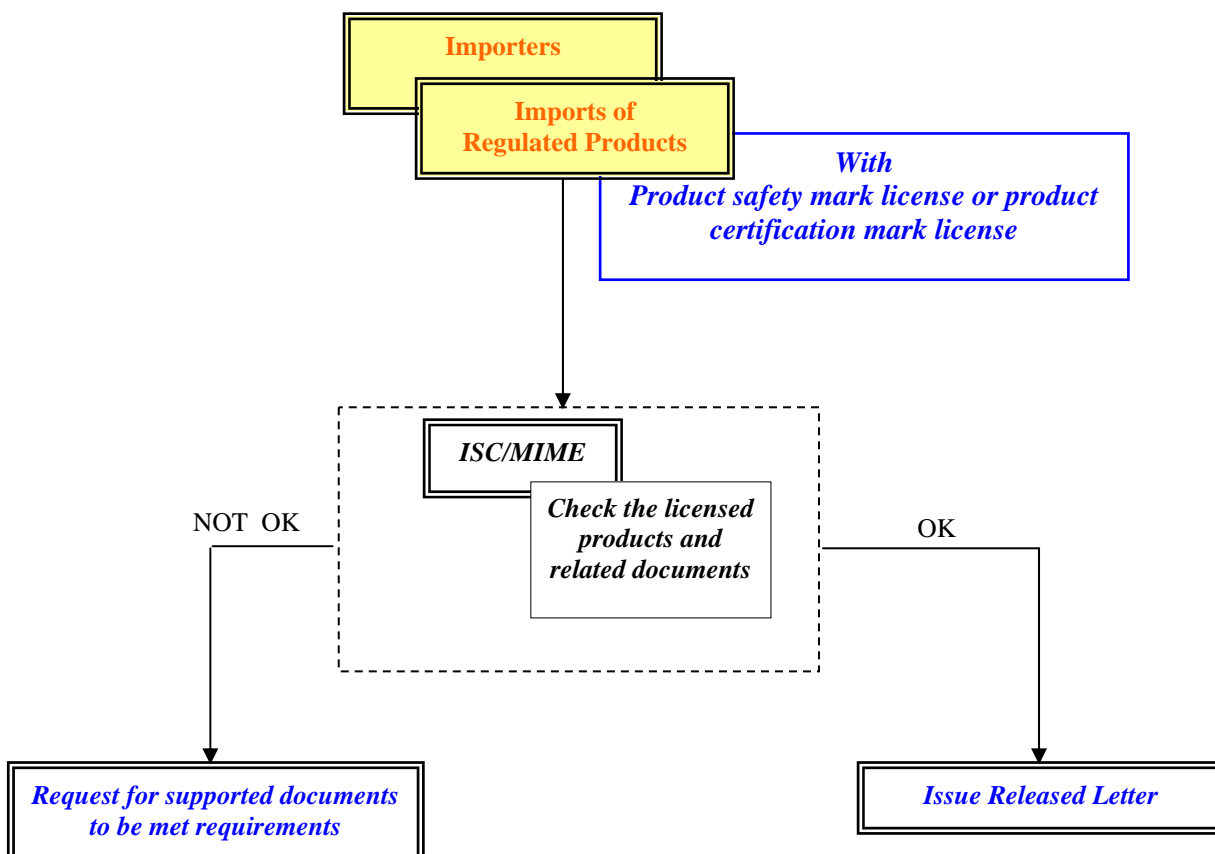 Importers
Imports of
Regulated Products
With
Product safety mark license or product
certification mark license
ISC/MIME
Check the licensed
products and
related documents
NOT OK
OK
Request for supported documents
to be met requirements
Issue Released Letter